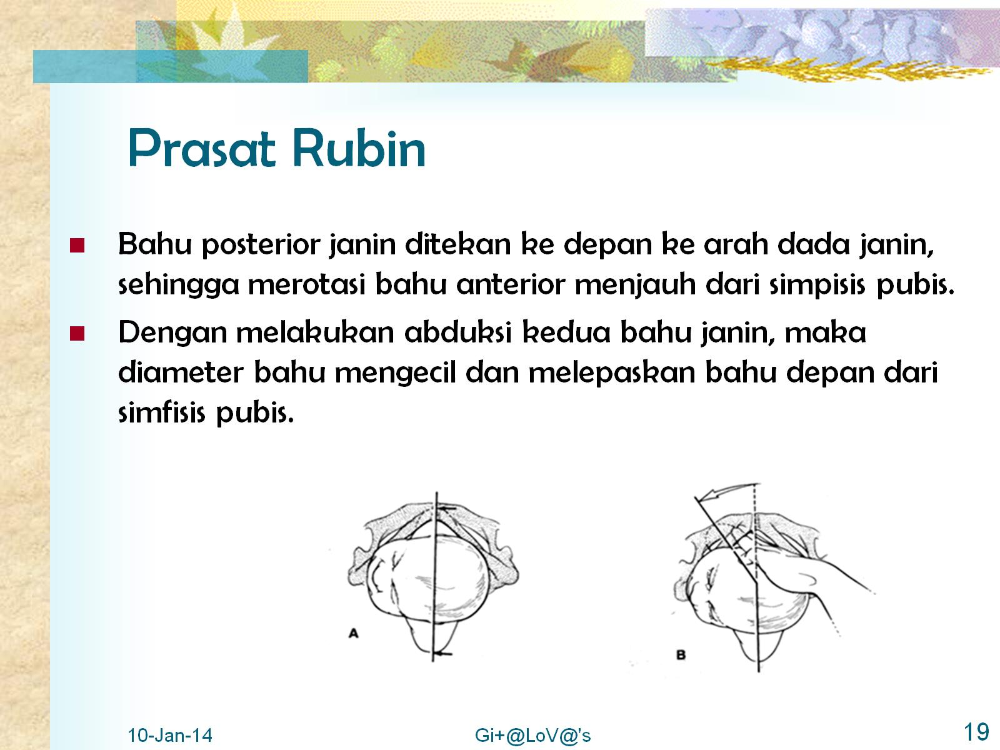 Prasat Rubin
Bahu posterior janin ditekan ke depan ke arah dada janin,
sehingga merotasi bahu anterior menjauh dari simpisis pubis.
Dengan melakukan abduksi kedua bahu janin, maka
diameter bahu mengecil dan melepaskan bahu depan dari
simfisis pubis.
A
B
10-Jan-14
Gi+@LoV@'s
19